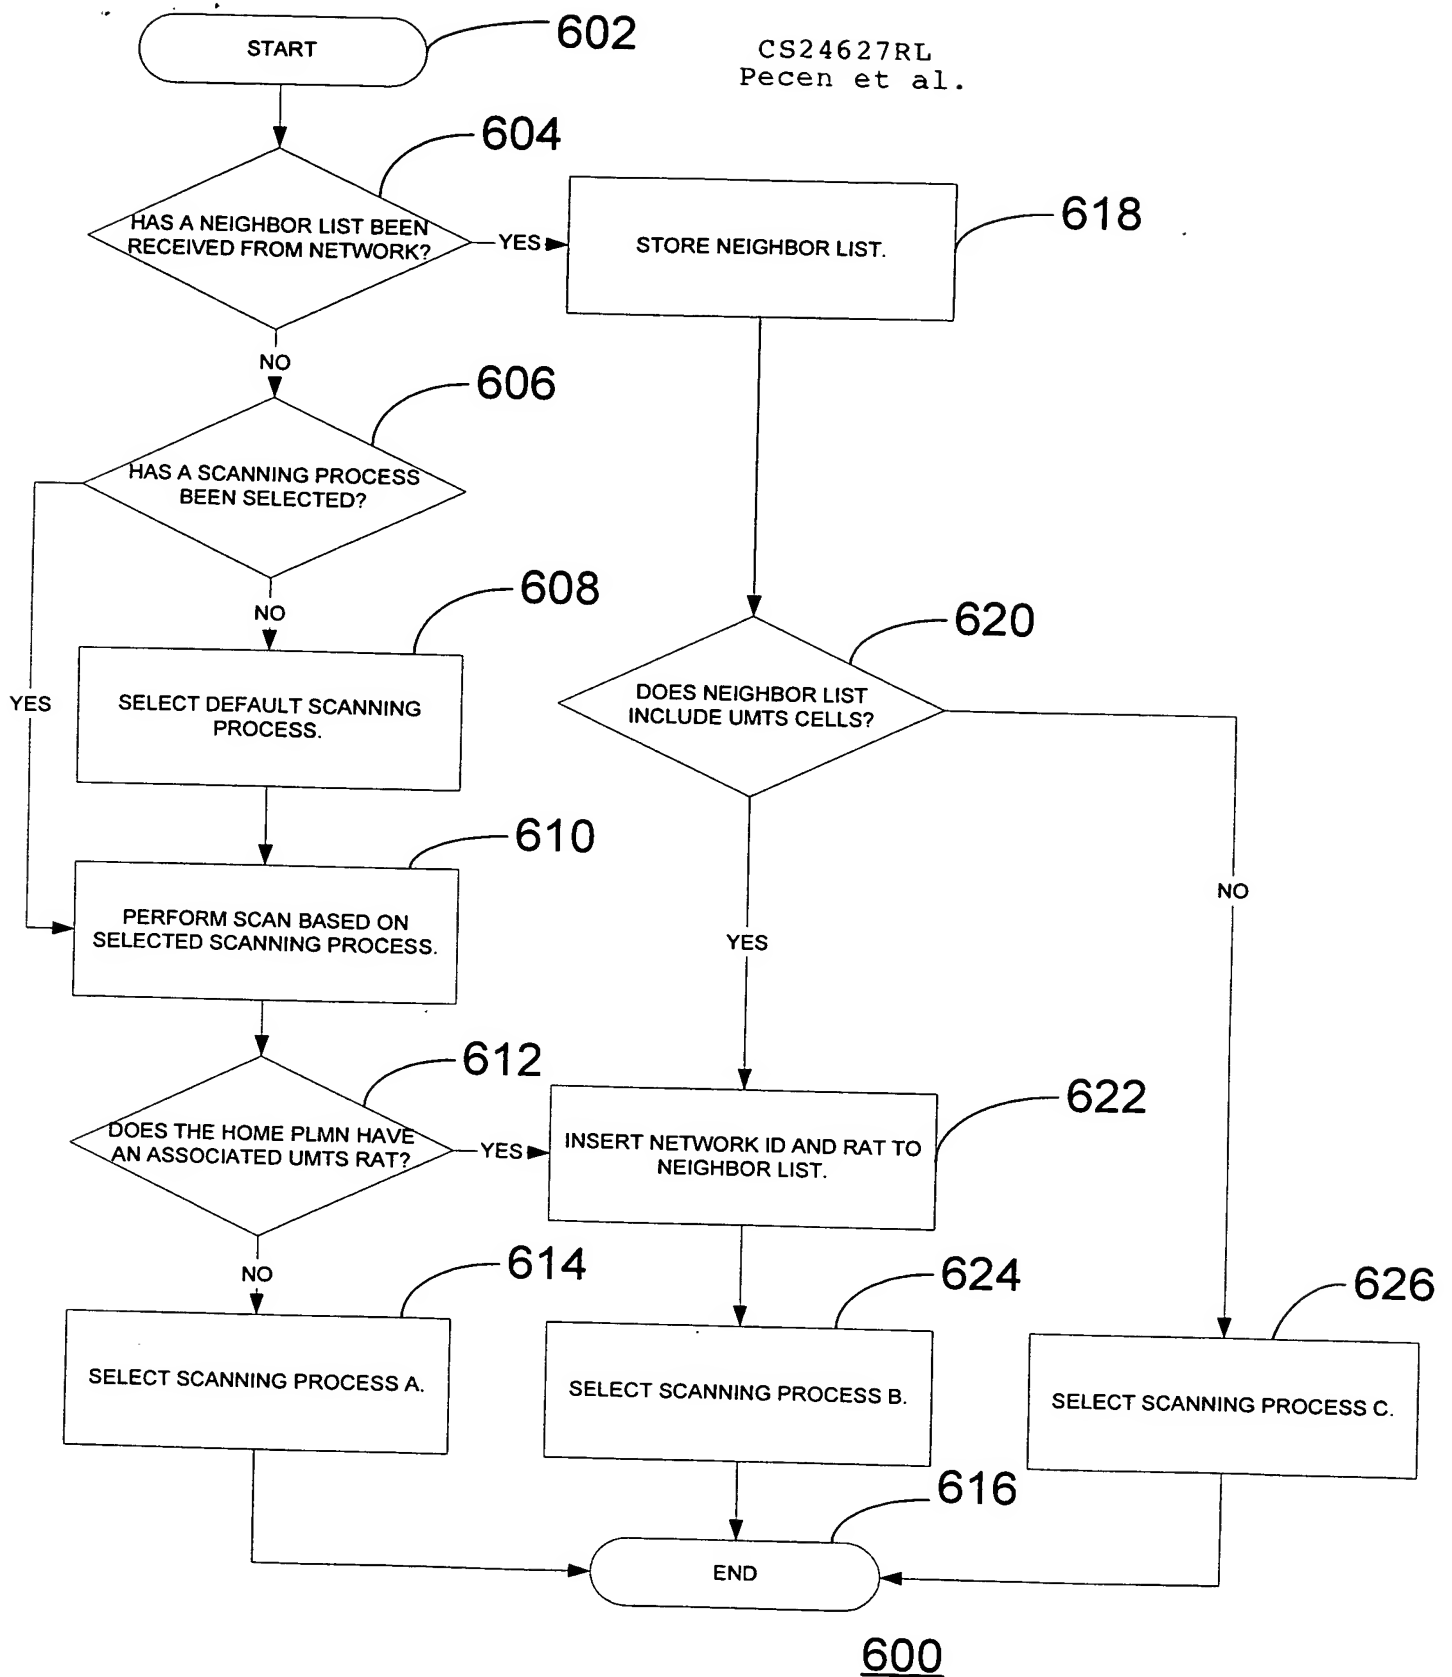 START
602
CS24627RL
Pecen et al.
604
HAS A NEIGHBOR LIST BEEN
RECEIVED FROM NETWORK?
YES
STORE NEIGHBOR LIST.
618
NO
606
HAS A SCANNING PROCESS
BEEN SELECTED?
NO
608
YES
SELECT DEFAULT SCANNING
PROCESS.
620
DOES NEIGHBOR LIST
INCLUDE UMTS CELLS?
610
PERFORM SCAN BASED ON
SELECTED SCANNING PROCESS.
YES
NO
612
DOES THE HOME PLMN HAVE
AN ASSOCIATED UMTS RAT?
YES
INSERT NETWORK ID AND RAT TO
NEIGHBOR LIST.
622
NO
614
SELECT SCANNING PROCESS A.
624
SELECT SCANNING PROCESS B.
626
SELECT SCANNING PROCESS C.
616
END
600